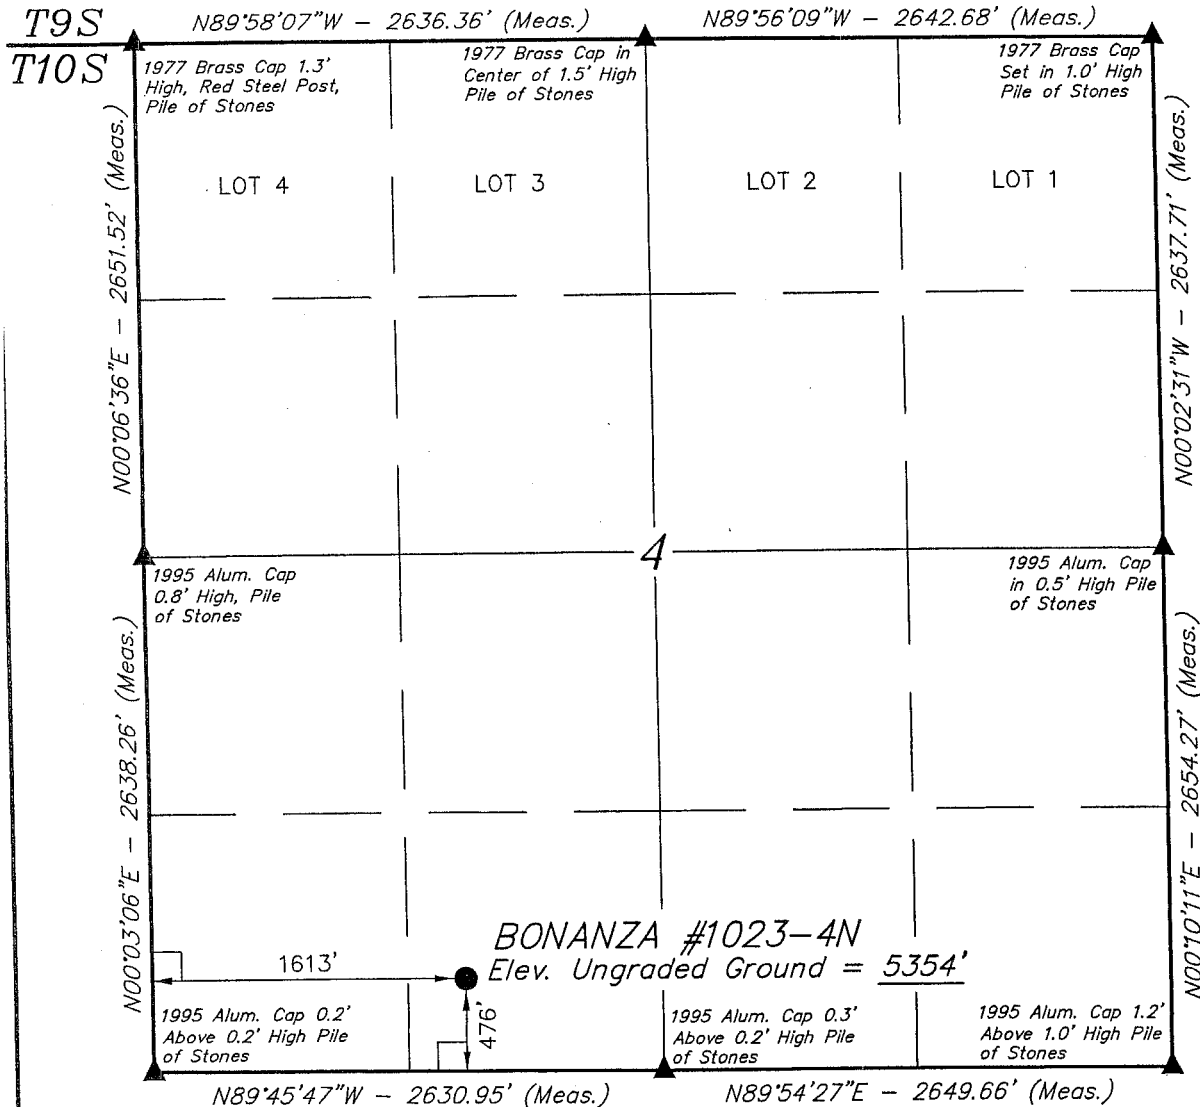 T9S
N89°58'07"W - 2636.36' (Meas.)
N89°56'09"W - 2642.68' (Meas.)
T10S
1977 Brass Cap 1.3'
High, Red Steel Post,
Pile of Stones
1977 Brass Cap in
Center of 1.5' High
Pile of Stones
1977 Brass Cap
Set in 1.0' High
Pile of Stones
N00°06'36"E - 2651.52' (Meas.)
LOT 4
LOT 3
LOT 2
LOT 1
N00°02'31"W - 2637.71' (Meas.)
4
1995 Alum. Cap
0.8' High, Pile
of Stones
1995 Alum. Cap
in 0.5' High Pile
of Stones
N00°03'06"E - 2638.26' (Meas.)
N00°10'11"E - 2654.27' (Meas.)
BONANZA #1023-4N
Elev. Ungraded Ground = 5354'
1613'
476'
1995 Alum. Cap 0.2'
Above 0.2' High Pile
of Stones
1995 Alum. Cap 0.3'
Above 0.2' High Pile
of Stones
1995 Alum. Cap 1.2'
Above 1.0' High Pile
of Stones
N89°45'47"W - 2630.95' (Meas.)
N89°54'27"E - 2649.66' (Meas.)